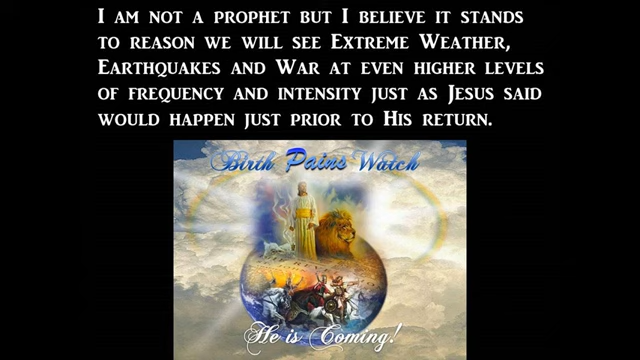 I am not a prophet but I believe it stands
to reason we will see Extreme Weather,
Earthquakes and War at even higher levels
of frequency and intensity just as Jesus said
would happen just prior to His return.
Birth Pains Watch
He is Coming!